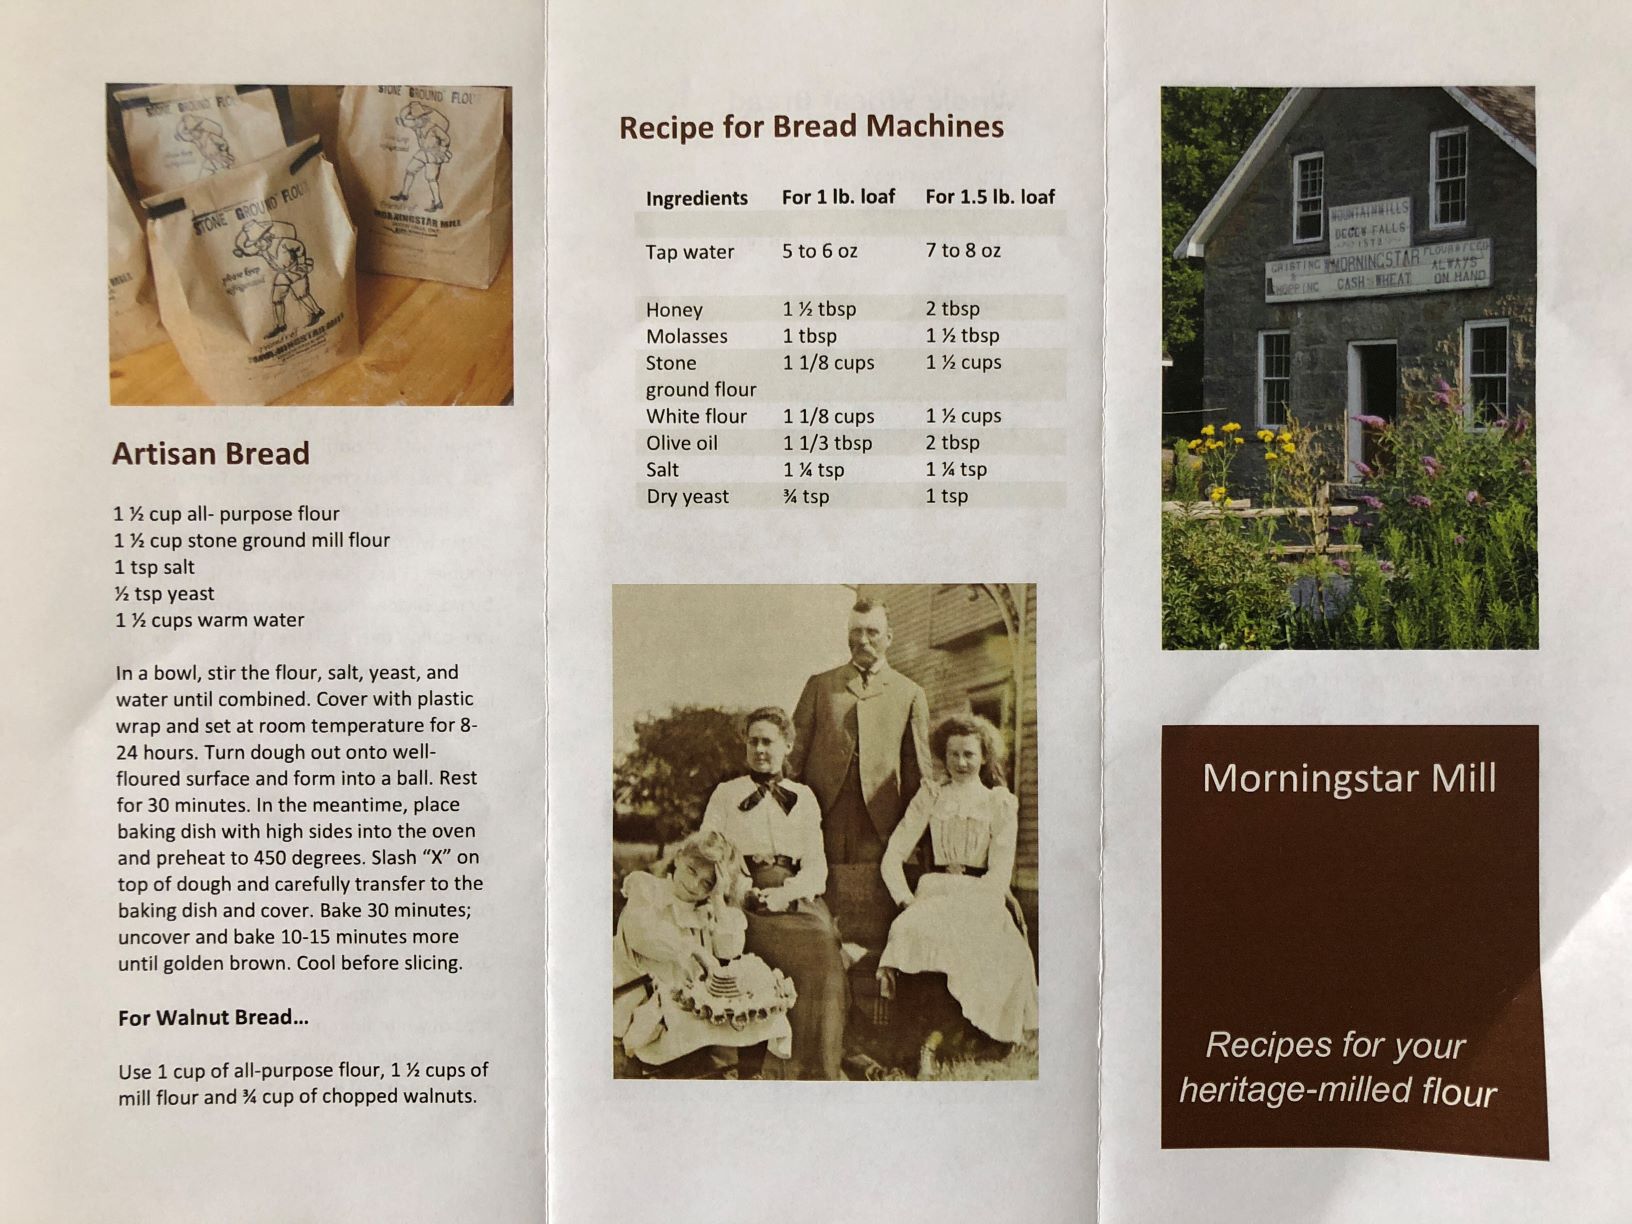 STONE GROUND FLOUR
STONE GROUND FLOU
STONE GROUND FLOU
please keep
refrigerated
MORNINGSTAR MILL
MORNINGSTAR MILL
Artisan Bread
1 ½ cup all- purpose flour
1 ½ cup stone ground mill flour
1 tsp salt
½ tsp yeast
1 ½ cups warm water
In a bowl, stir the flour, salt, yeast, and
water until combined. Cover with plastic
wrap and set at room temperature for 8-
24 hours. Turn dough out onto well-
floured surface and form into a ball. Rest
for 30 minutes. In the meantime, place
baking dish with high sides into the oven
and preheat to 450 degrees. Slash “X” on
top of dough and carefully transfer to the
baking dish and cover. Bake 30 minutes;
uncover and bake 10-15 minutes more
until golden brown. Cool before slicing.
For Walnut Bread...
Use 1 cup of all-purpose flour, 1 ½ cups of
mill flour and ¾ cup of chopped walnuts.
Recipe for Bread Machines
Ingredients For 1 lb. loaf For 1.5 lb. loaf
Tap water 5 to 6 oz 7 to 8 oz
Honey 1 ½ tbsp 2 tbsp
Molasses 1 tbsp 1 ½ tbsp
Stone 1 1/8 cups 1 ½ cups
ground flour
White flour 1 1/8 cups 1 ½ cups
Olive oil 1 1/3 tbsp 2 tbsp
Salt 1 ¼ tsp 1 ¼ tsp
Dry yeast ¾ tsp 1 tsp
MOUNTAIN MILLS
DECEW FALLS
1872
GRISTING MORNINGSTAR FLOUR & FEED
& ALWAYS
CHOPPING CASH WHEAT ON HAND
Morningstar Mill
Recipes for your
heritage-milled flour